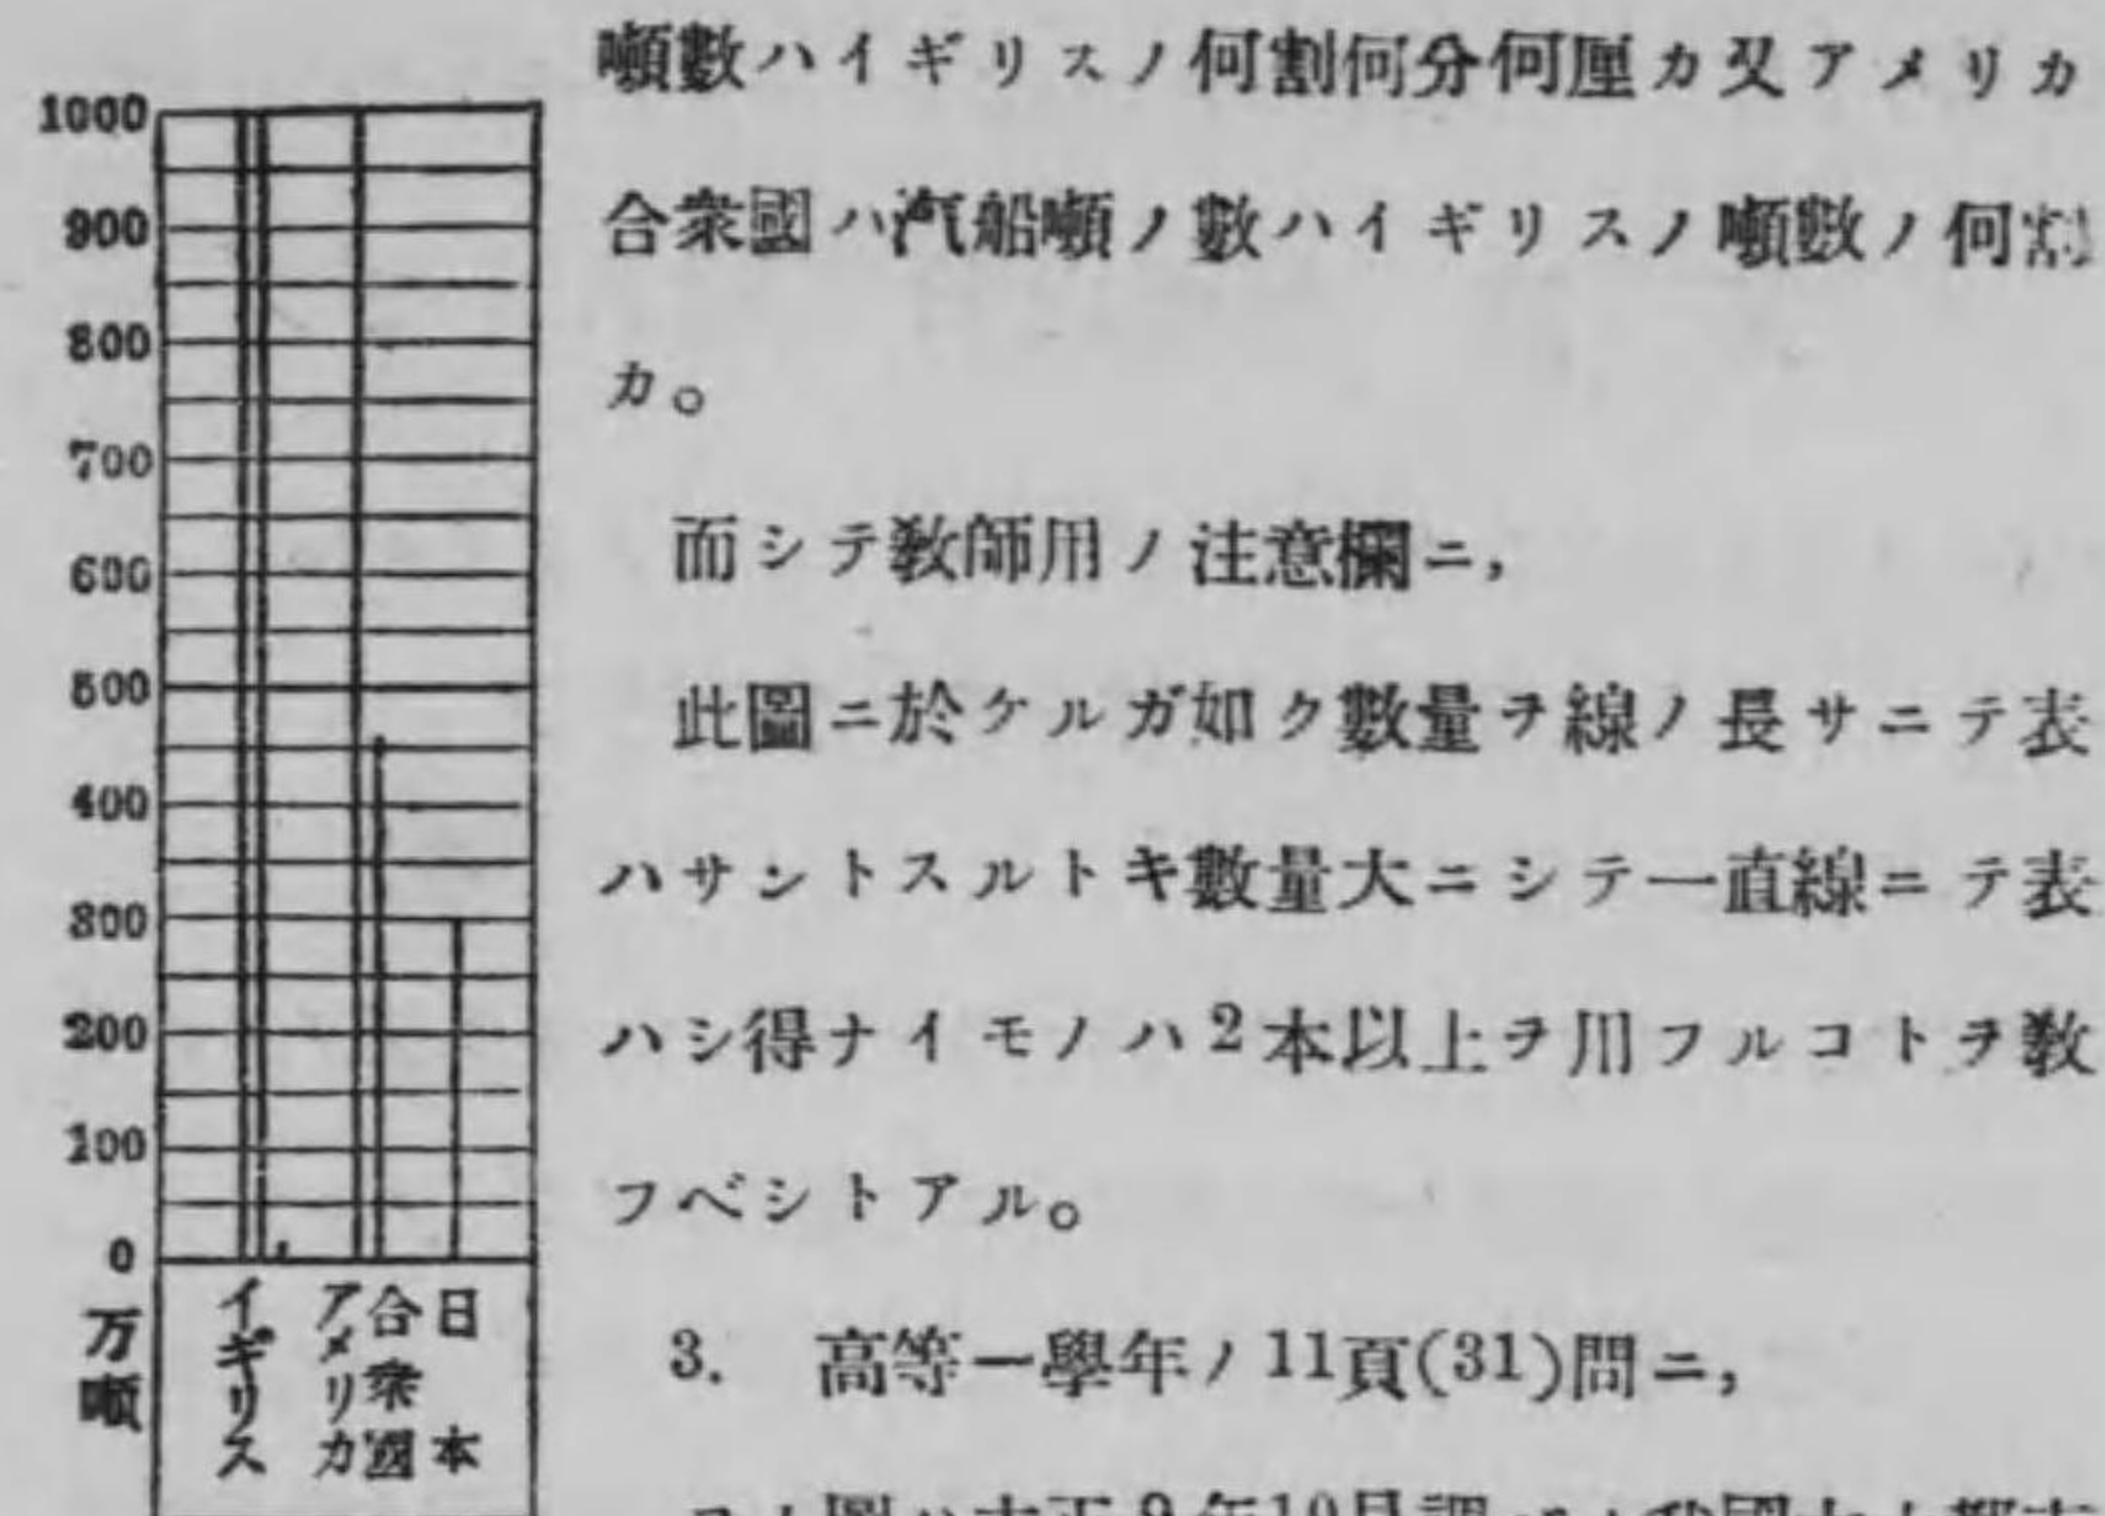 噸數ハイギリスノ何割何分何厘カ又アメリカ
合衆國ハ汽船噸ノ數ハイギリスノ噸數ノ何割
カ。
而シテ敎師用ノ注意欄ニ,
此圖ニ於ケルガ如ク數量ヲ線ノ長サニテ表
ハサントスルトキ數量大ニシテ一直線ニテ表
ハシ得ナイモノハ2本以上ヲ用フルコトヲ敎
フベシトアル。
3. 高等一學年ノ11頁(31)問ニ,
1000
900
800
700
600
500
400
300
200
100
0
万噸
イギリス
アメリカ
合衆國
日本